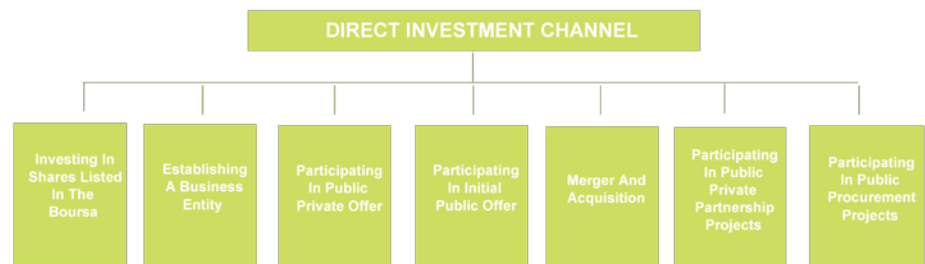 DIRECT INVESTMENT CHANNEL
Investing In
Shares Listed
In The
Boursa
Establishing
A Business
Entity
Participating
In Public
Private Offer
Participating
In Initial
Public Offer
Merger And
Acquisition
Participating
In Public
Private
Partnership
Projects
Participating
In Public
Procurement
Projects